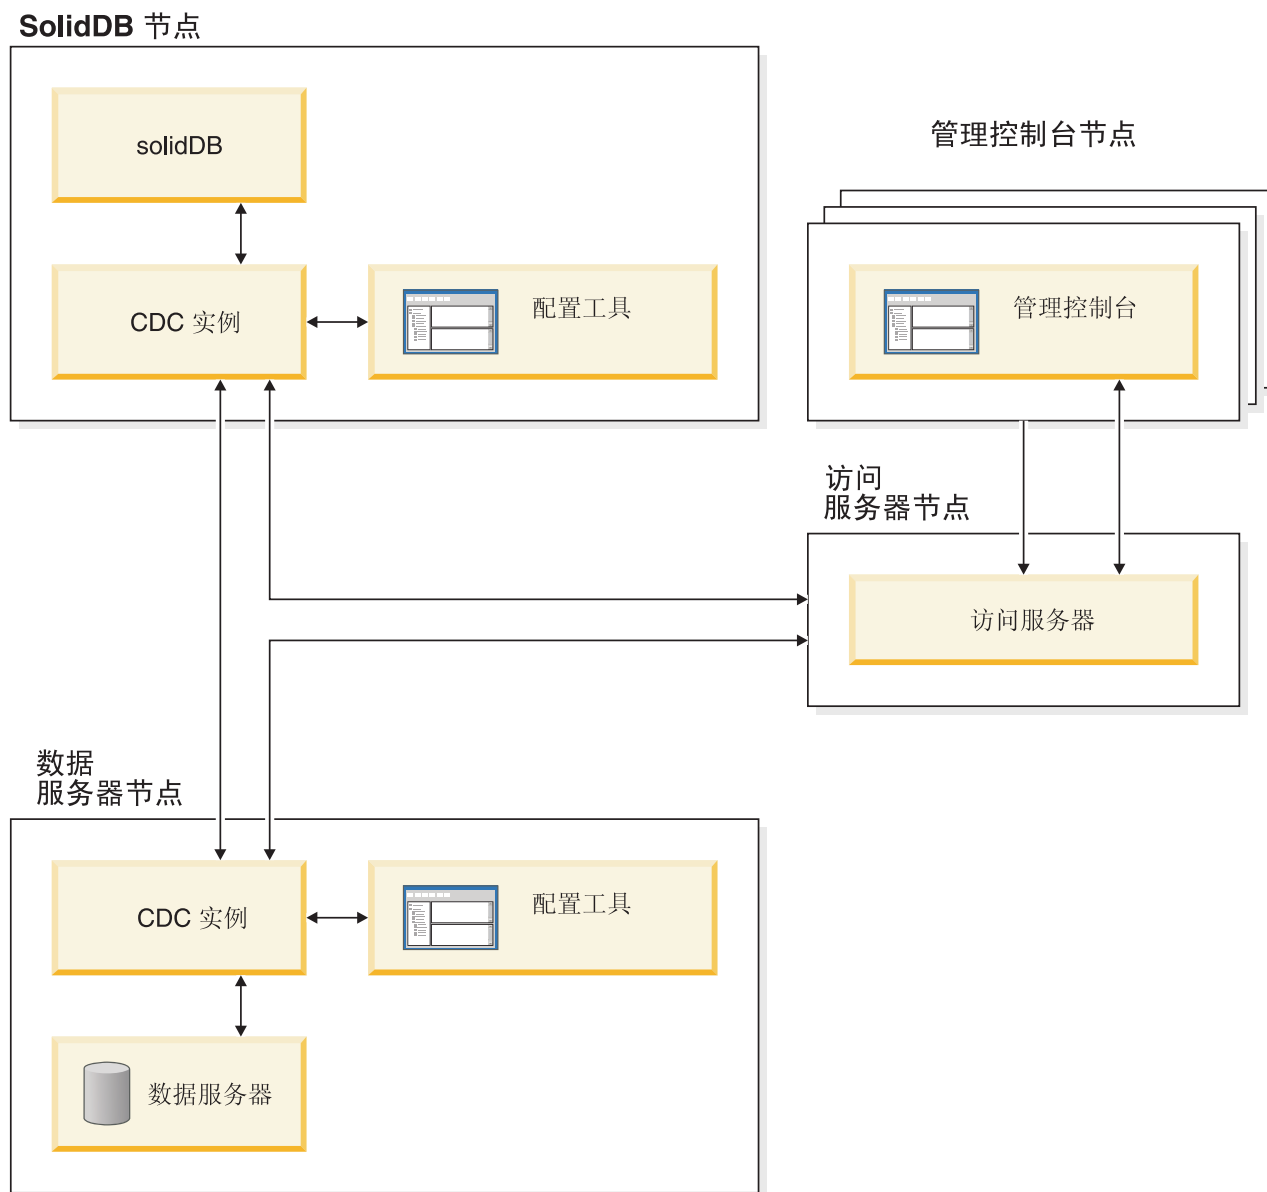 SolidDB 节点
solidDB
管理控制台节点
CDC 实例
配置工具
管理控制台
访问
服务器节点
访问服务器
数据
服务器节点
CDC 实例
配置工具
数据服务器